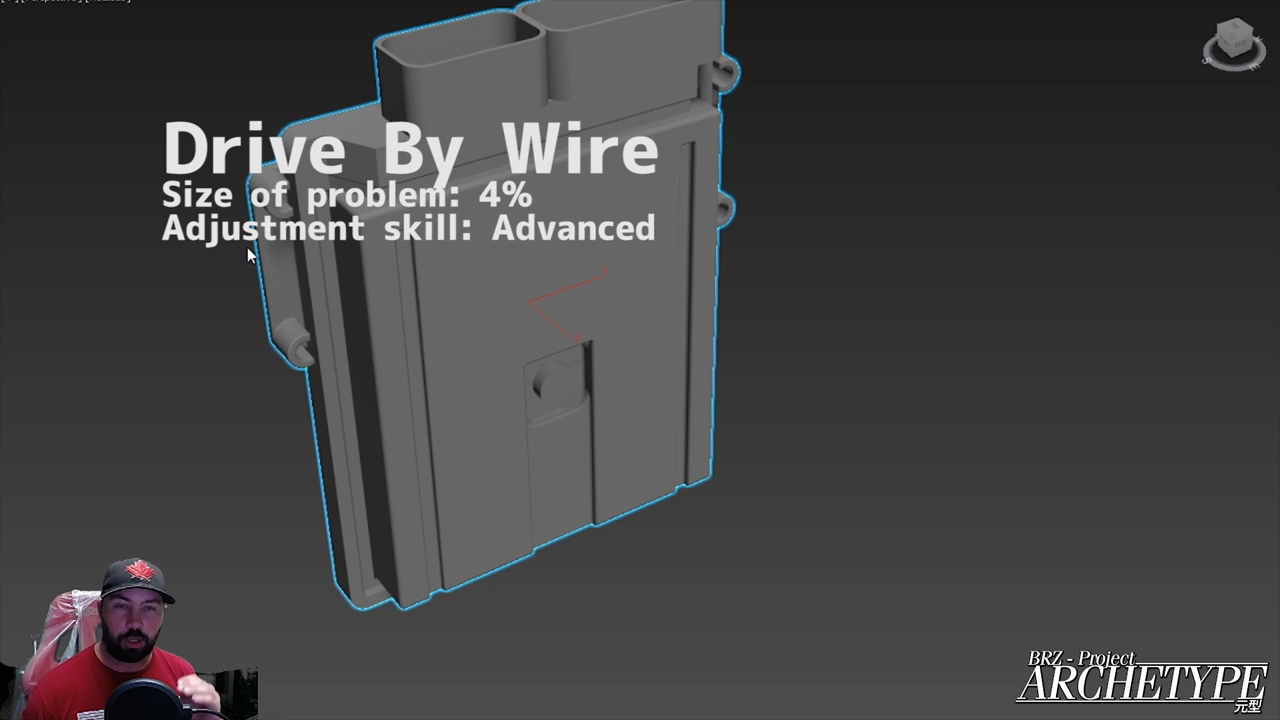 Drive By Wire
Size of problem: 4%
Adjustment skill: Advanced
BRZ - Project
ARCHETYPE
元型